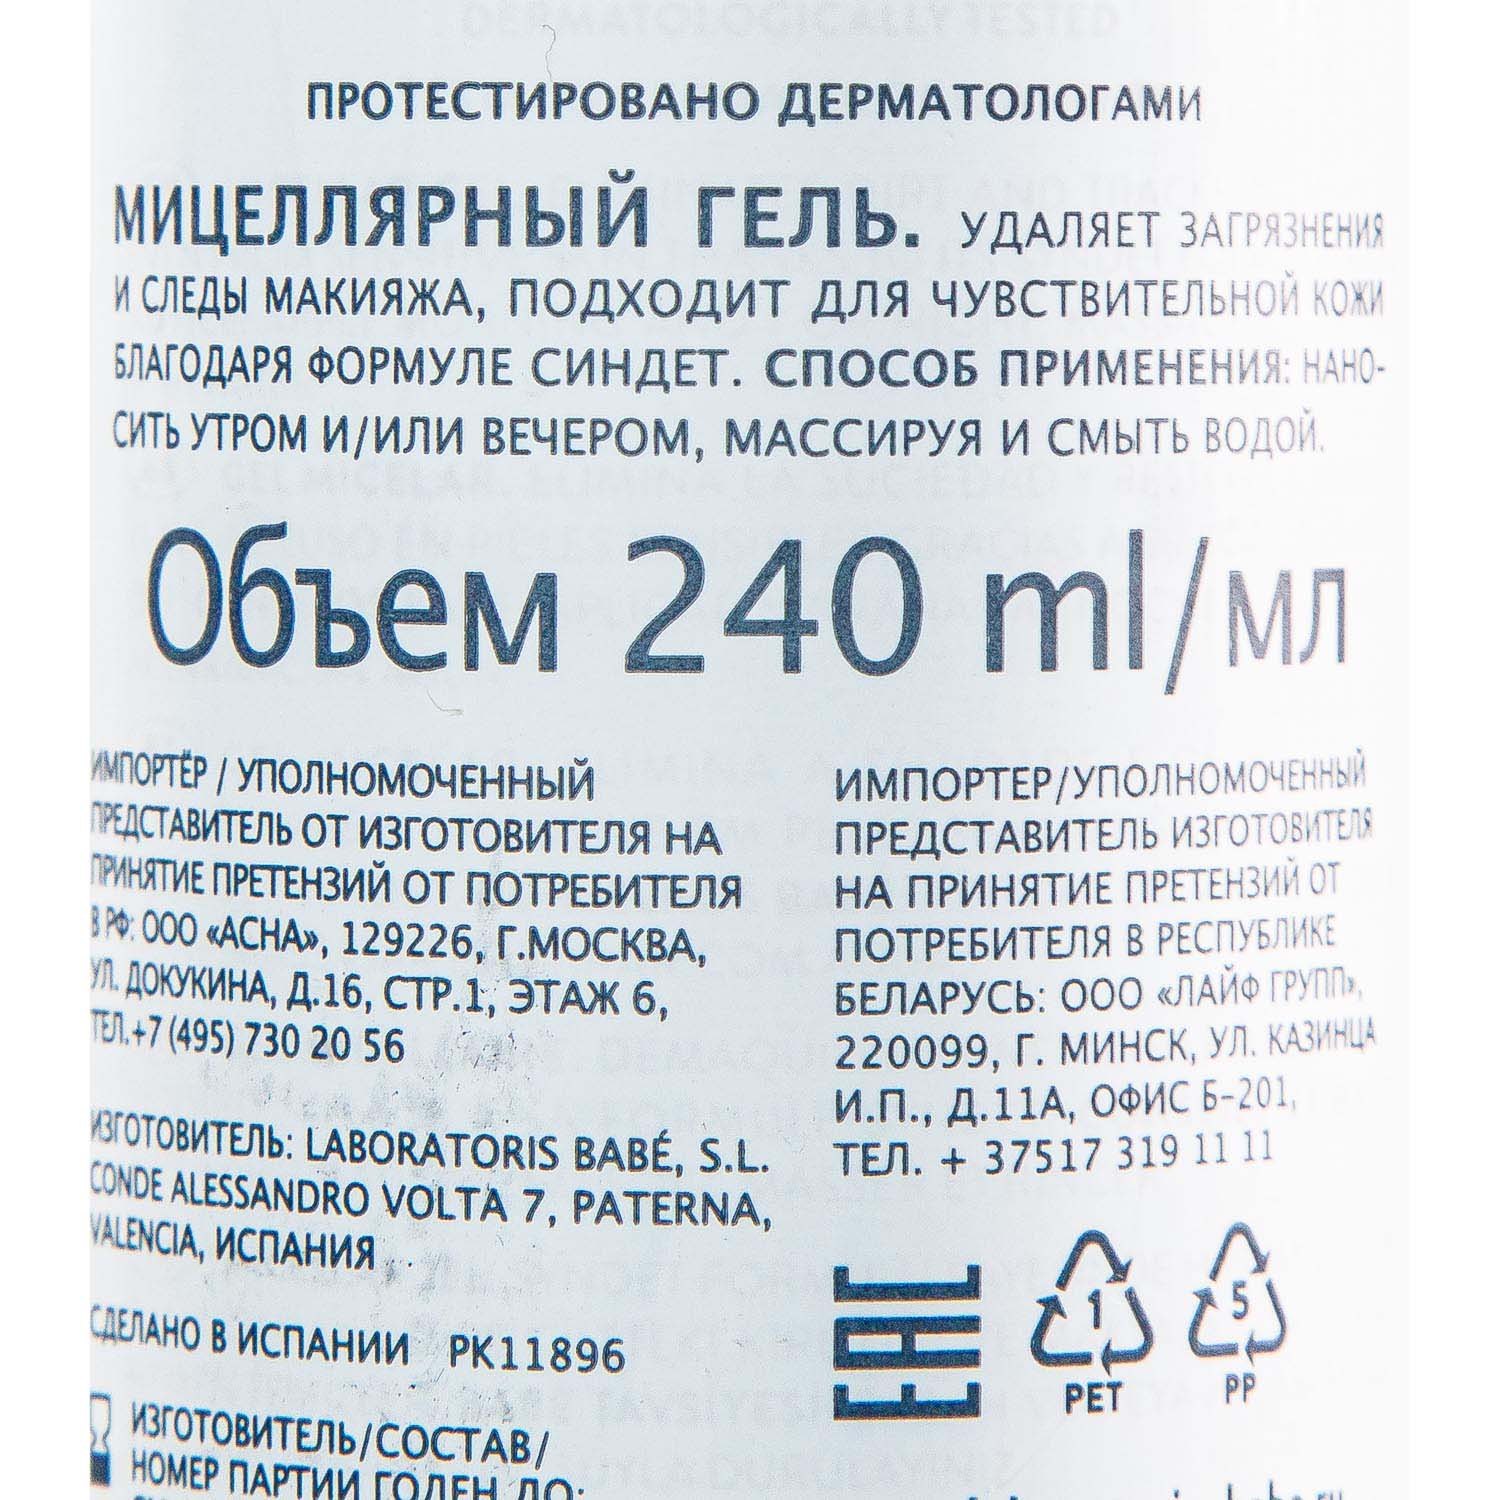 ПРОТЕСТИРОВАНО ДЕРМАТОЛОГАМИ
МИЦЕЛЛЯРНЫЙ ГЕЛЬ. УДАЛЯЕТ ЗАГРЯЗНЕНИЯ
И СЛЕДЫ МАКИЯЖА, ПОДХОДИТ ДЛЯ ЧУВСТВИТЕЛЬНОЙ КОЖИ
БЛАГОДАРЯ ФОРМУЛЕ СИНДЕТ. СПОСОБ ПРИМЕНЕНИЯ: НАНО-
СИТЬ УТРОМ И/ИЛИ ВЕЧЕРОМ, МАССИРУЯ И СМЫТЬ ВОДОЙ.
Объем 240 ml/мл
ИМПОРТЁР / УПОЛНОМОЧЕННЫЙ
ПРЕДСТАВИТЕЛЬ ОТ ИЗГОТОВИТЕЛЯ НА
ПРИНЯТИЕ ПРЕТЕНЗИЙ ОТ ПОТРЕБИТЕЛЯ
В РФ: ООО «АСНА», 129226, Г.МОСКВА,
УЛ. ДОКУКИНА, Д.16, СТР.1, ЭТАЖ 6,
ТЕЛ.+7 (495) 730 20 56
ИЗГОТОВИТЕЛЬ: LABORATORIS BABÉ, S.L.
CONDE ALESSANDRO VOLTA 7, PATERNA,
VALENCIA, ИСПАНИЯ
СДЕЛАНО В ИСПАНИИ PK11896
ИЗГОТОВИТЕЛЬ/СОСТАВ/
НОМЕР ПАРТИИ ГОДЕН ДО:
ИМПОРТЕР/УПОЛНОМОЧЕННЫЙ
ПРЕДСТАВИТЕЛЬ ИЗГОТОВИТЕЛЯ
НА ПРИНЯТИЕ ПРЕТЕНЗИЙ ОТ
ПОТРЕБИТЕЛЯ В РЕСПУБЛИКЕ
БЕЛАРУСЬ: ООО «ЛАЙФ ГРУПП»,
220099, Г. МИНСК, УЛ. КАЗИНЦА
И.П., Д.11А, ОФИС Б-201,
ТЕЛ. + 37517 319 11 11
EAC
1 5
PET PP